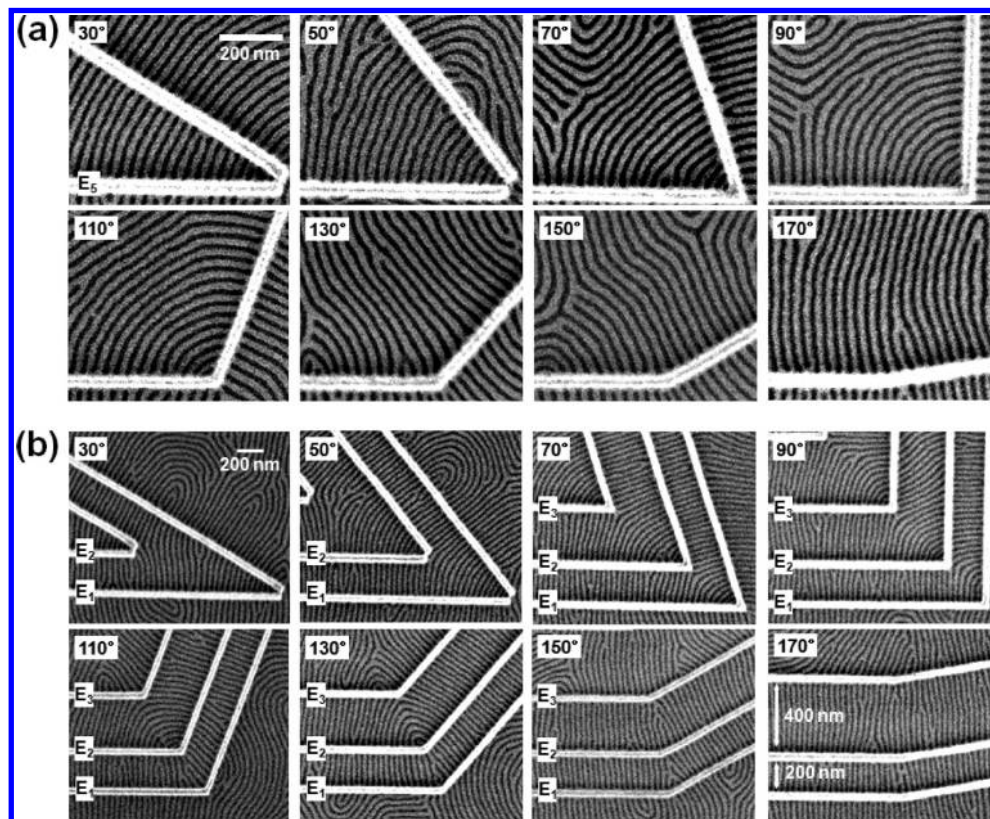 (a)
30° 50° 70° 90°
200 nm
E5
110° 130° 150° 170°
(b)
30° 50° 70° 90°
200 nm
E3 E3
E2 E2 E2 E2
E1 E1 E1 E1
110° 130° 150° 170°
E3 E3 E3
400 nm
E2 E2 E2
200 nm
E1 E1 E1